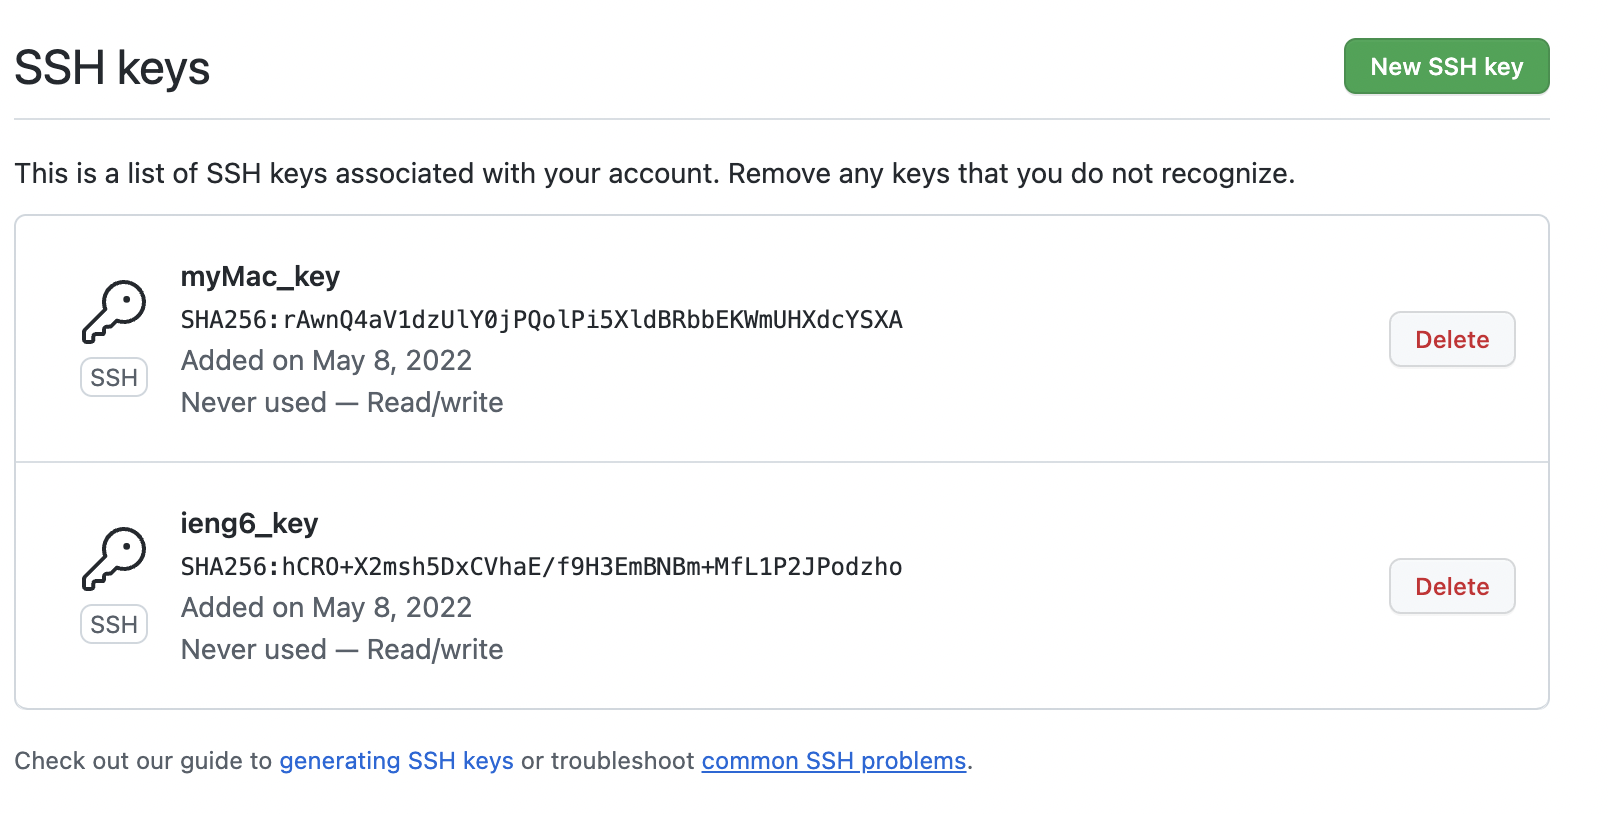 SSH keys
New SSH key
This is a list of SSH keys associated with your account. Remove any keys that you do not recognize.
myMac_key
SHA256:rAwnQ4aV1dzUlY0jPQolPi5XldBRbbEKWmUHXdcYSXA
Added on May 8, 2022
Never used — Read/write
SSH
Delete
ieng6_key
SHA256:hCRO+X2msh5DxCVhaE/f9H3EmBNBm+MfL1P2JPodzho
Added on May 8, 2022
Never used — Read/write
SSH
Delete
Check out our guide to generating SSH keys or troubleshoot common SSH problems.